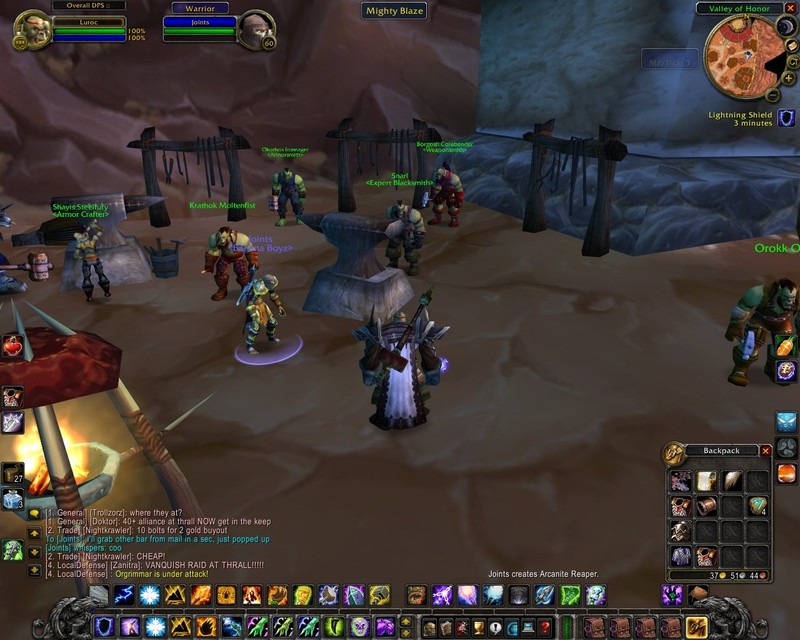 Overall DPS ::
Luroc
100%
100%
Warrior
Joints
60
Mighty Blaze
Valley of Honor
Lightning Shield
3 minutes
<Armorsmith>
Borgosh Corebender
<Weaponsmith>
Snarl
<Expert Blacksmith>
Shayis Steelfury
<Armor Crafter>
Krathok Moltenfist
Joints
Orokk O
Backpack
27
3
[1. General] [Trollzorz]: where they at?
[1. General] [Doktor]: 40+ alliance at thrall NOW get in the keep
[2. Trade] [Nightkrawler]: 10 bolts for 2 gold buyout
To [Joints]: i'll grab other bar from mail in a sec, just popped up
[Joints] whispers: coo
[2. Trade] [Nightkrawler]: CHEAP!
[4. LocalDefense] [Zanitra]: VANQUISH RAID AT THRALL!!!!!
[4. LocalDefense] : Orgrimmar is under attack!
Joints creates Arcanite Reaper.
37 51 44